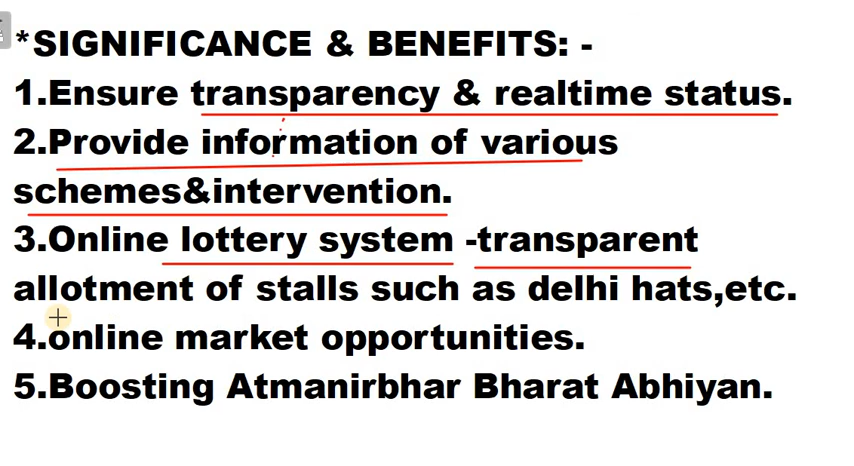 *SIGNIFICANCE & BENEFITS: -
1.Ensure transparency & realtime status.
2.Provide information of various
schemes&intervention.
3.Online lottery system -transparent
allotment of stalls such as delhi hats,etc.
4.online market opportunities.
5.Boosting Atmanirbhar Bharat Abhiyan.